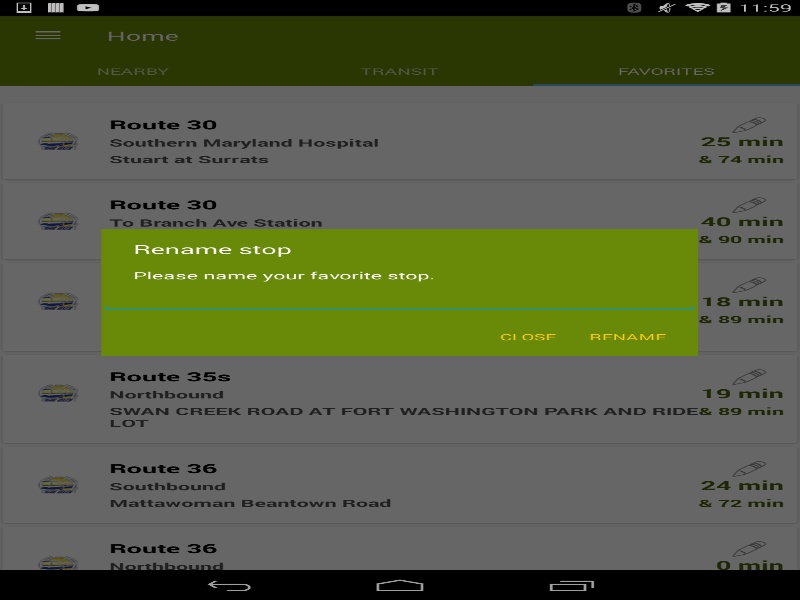 11:59
Home
NEARBY TRANSIT FAVORITES
Route 30
Southern Maryland Hospital
Stuart at Surrats
25 min
& 74 min
Route 30
To Branch Ave Station
40 min
& 90 min
Rename stop
Please name your favorite stop.
CLOSE RENAME
18 min
& 89 min
Route 35s
Northbound
SWAN CREEK ROAD AT FORT WASHINGTON PARK AND RIDE
LOT
19 min
& 89 min
Route 36
Southbound
Mattawoman Beantown Road
24 min
& 72 min
Route 36
Northbound
0 min